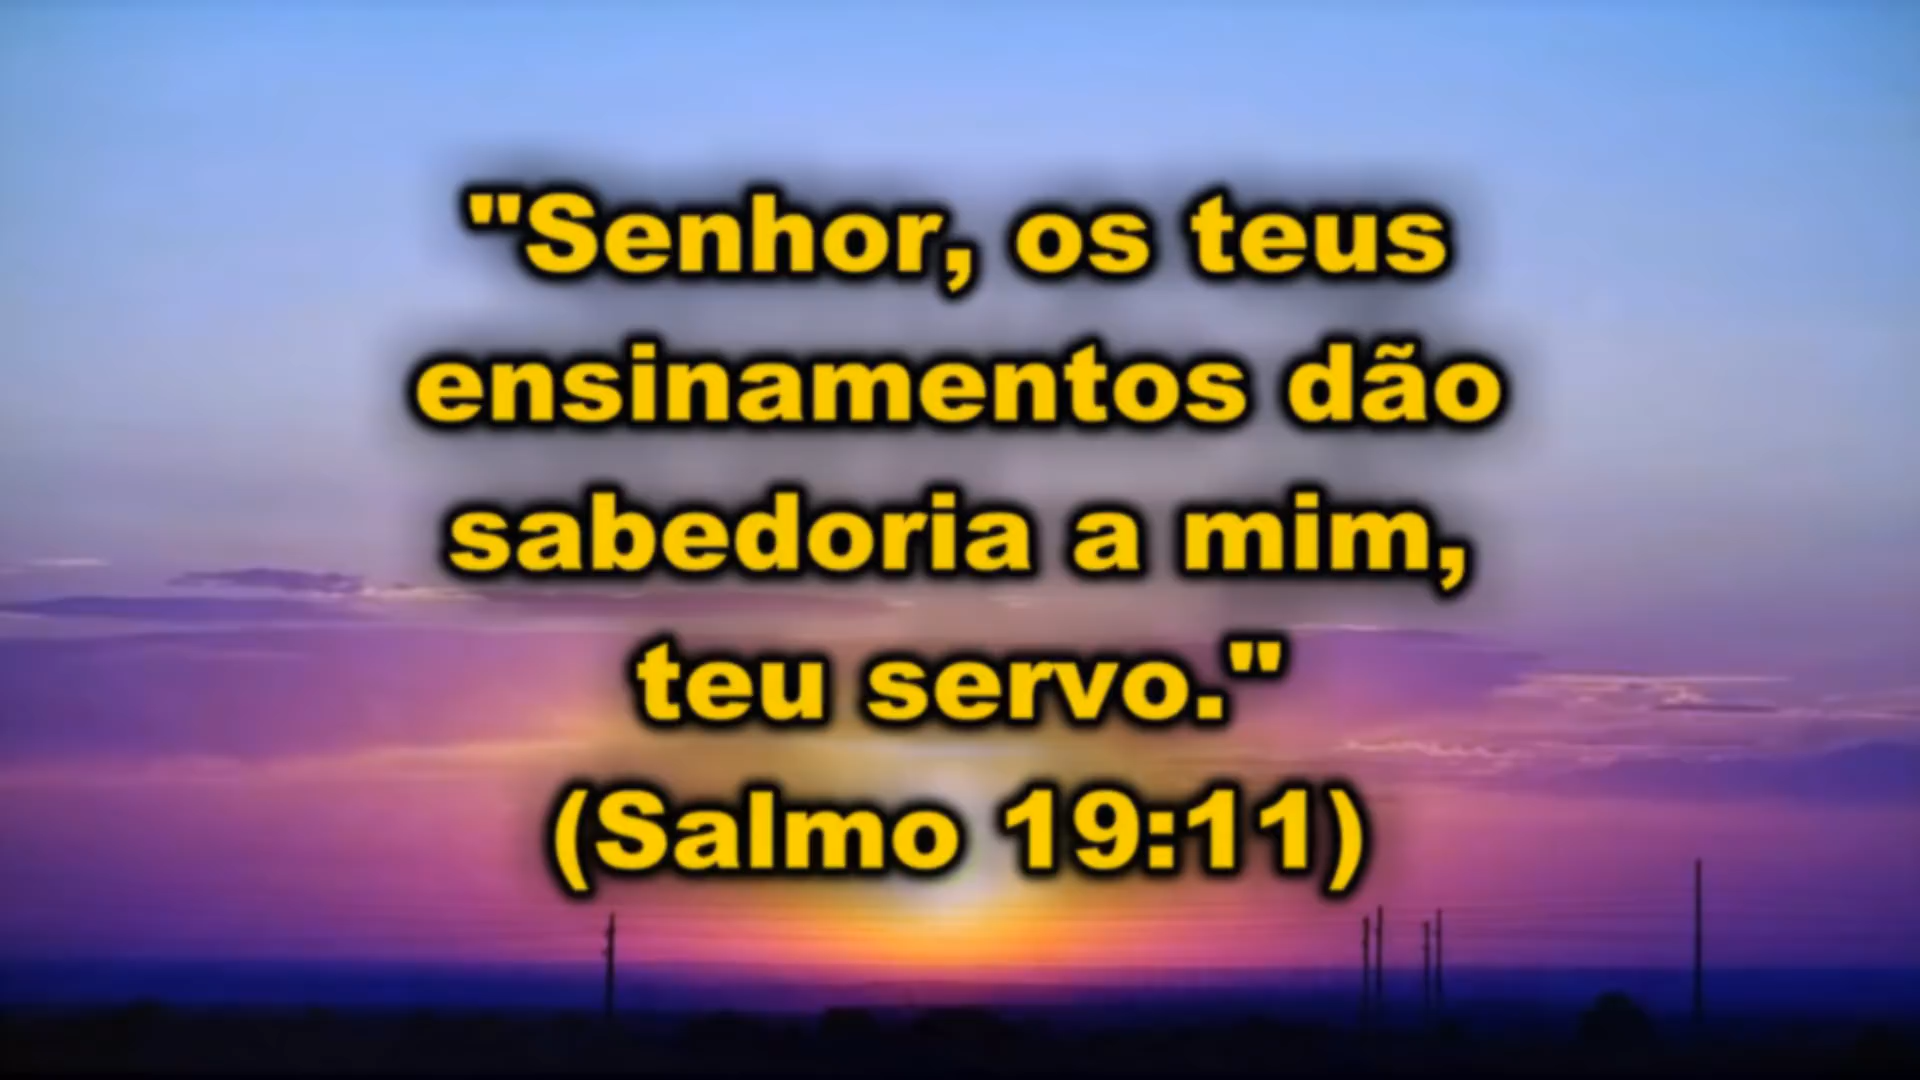 "Senhor, os teus
ensinamentos dão
sabedoria a mim,
teu servo."
(Salmo 19:11)